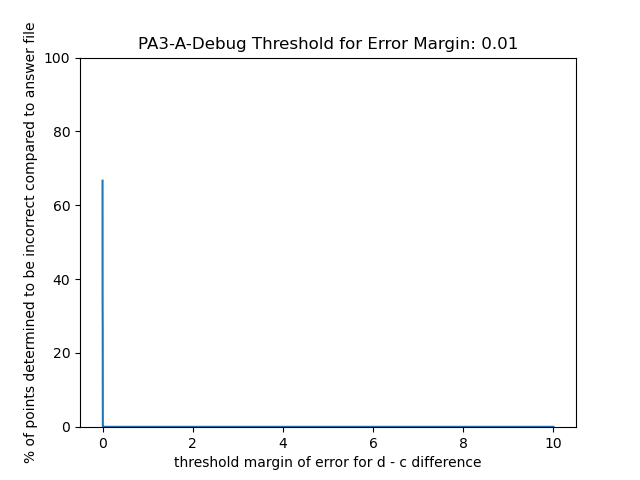 PA3-A-Debug Threshold for Error Margin: 0.01
% of points determined to be incorrect compared to answer file
100
80
60
40
20
0
0 2 4 6 8 10
threshold margin of error for d - c difference